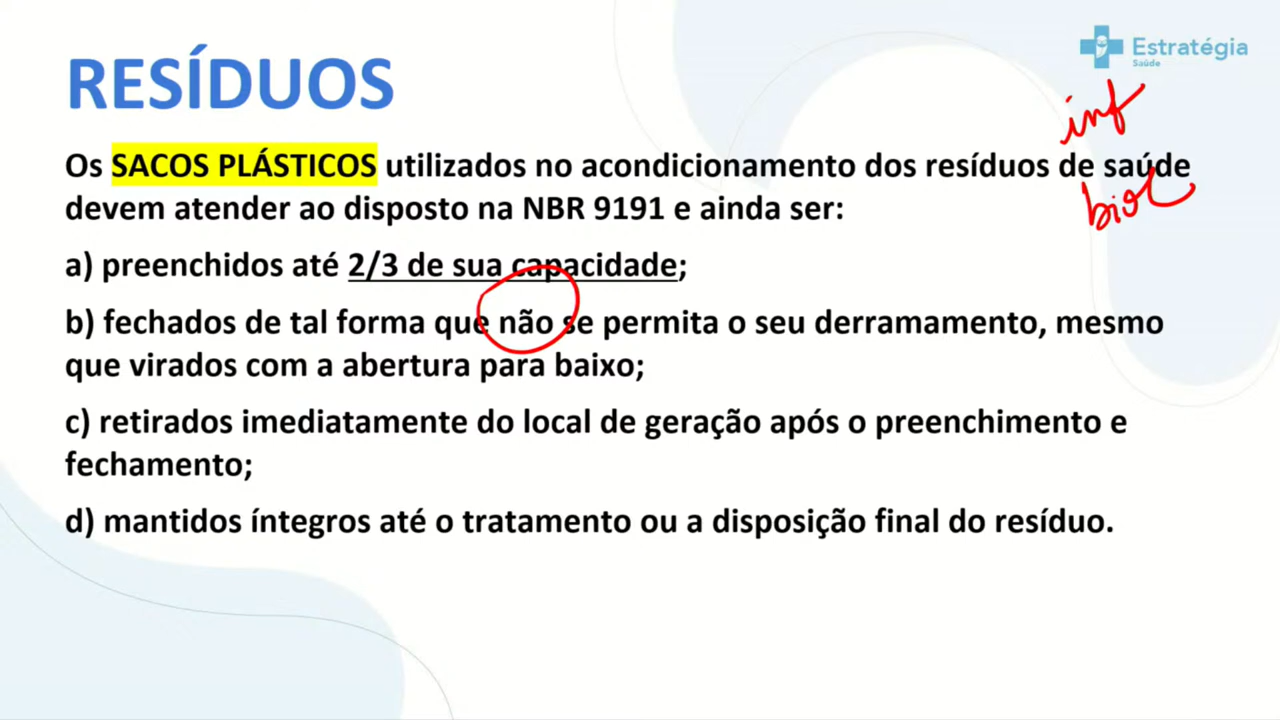 Estratégia
Saúde
RESÍDUOS
inf
Os SACOS PLÁSTICOS utilizados no acondicionamento dos resíduos de saúde
devem atender ao disposto na NBR 9191 e ainda ser:
biol
a) preenchidos até 2/3 de sua capacidade;
b) fechados de tal forma que não se permita o seu derramamento, mesmo
que virados com a abertura para baixo;
c) retirados imediatamente do local de geração após o preenchimento e
fechamento;
d) mantidos íntegros até o tratamento ou a disposição final do resíduo.